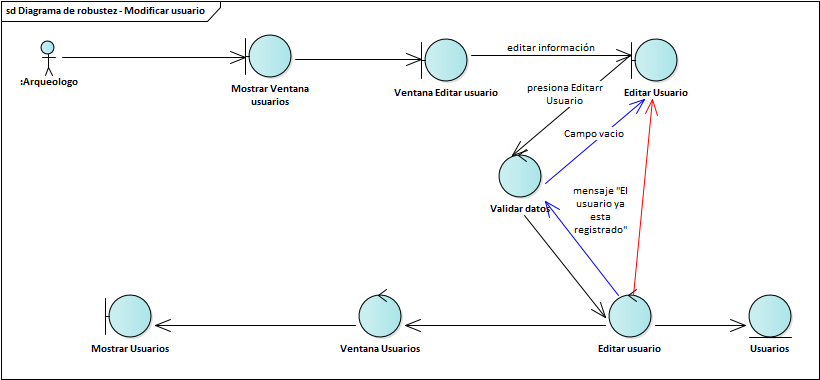 sd Diagrama de robustez - Modificar usuario
:Arqueologo
Mostrar Ventana
usuarios
Ventana Editar usuario
editar información
Editar Usuario
presiona Editarr
Usuario
Campo vacio
Validar datos
mensaje "El
usuario ya
esta
registrado"
Mostrar Usuarios
Ventana Usuarios
Editar usuario
Usuarios